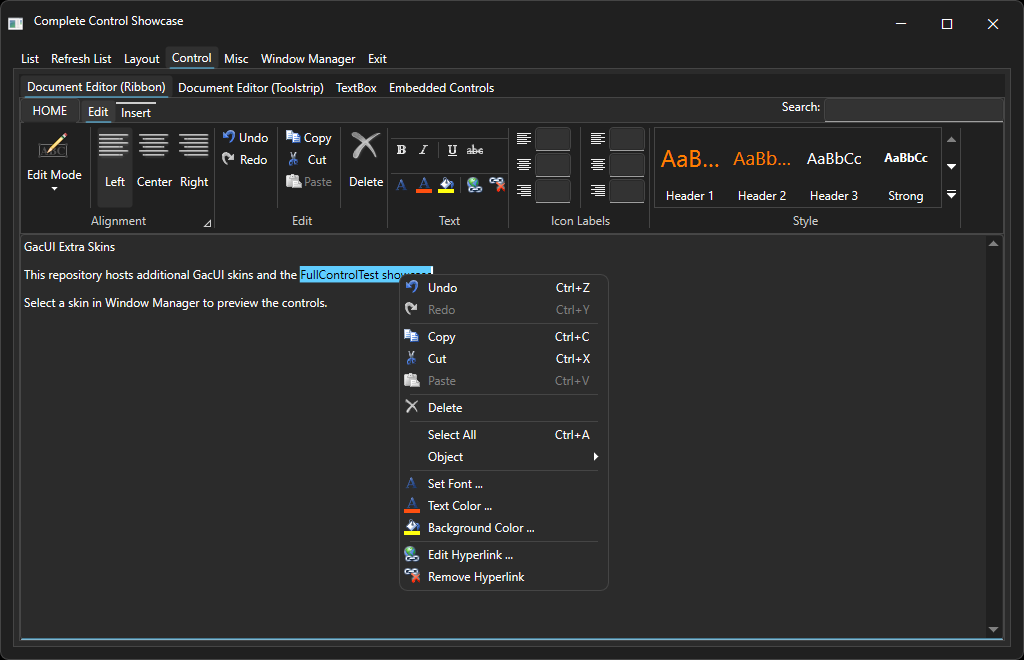 Complete Control Showcase
List Refresh List Layout Control Misc Window Manager Exit
Document Editor (Ribbon) Document Editor (Toolstrip) TextBox Embedded Controls
HOME Edit Insert Search:
Edit Mode
Left Center Right
Alignment
Undo Copy
Redo Cut
Paste
Delete
Edit
B I U abc
A A
Text
Icon Labels
AaB... AaBb... AaBbCc AaBbCc
Header 1 Header 2 Header 3 Strong
Style
GacUI Extra Skins
This repository hosts additional GacUI skins and the FullControlTest
Select a skin in Window Manager to preview the controls.
Undo Ctrl+Z
Redo Ctrl+Y
Copy Ctrl+C
Cut Ctrl+X
Paste Ctrl+V
Delete
Select All Ctrl+A
Object
Set Font ...
Text Color ...
Background Color ...
Edit Hyperlink ...
Remove Hyperlink